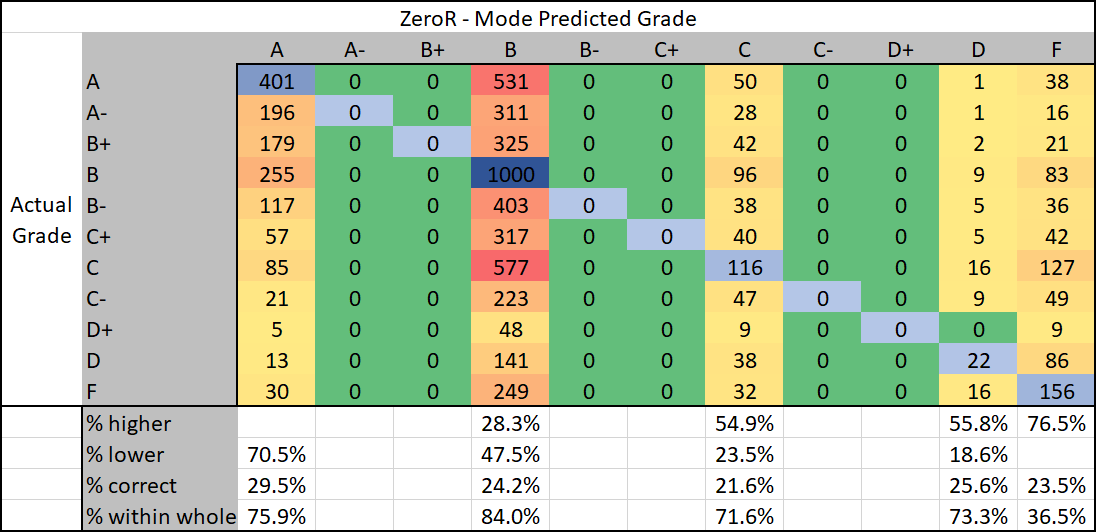 ZeroR - Mode Predicted Grade
A A- B+ B B- C+ C C- D+ D F
A 401 0 0 531 0 0 50 0 0 1 38
A- 196 0 0 311 0 0 28 0 0 1 16
B+ 179 0 0 325 0 0 42 0 0 2 21
B 255 0 0 1000 0 0 96 0 0 9 83
Actual
B- 117 0 0 403 0 0 38 0 0 5 36
Grade
C+ 57 0 0 317 0 0 40 0 0 5 42
C 85 0 0 577 0 0 116 0 0 16 127
C- 21 0 0 223 0 0 47 0 0 9 49
D+ 5 0 0 48 0 0 9 0 0 0 9
D 13 0 0 141 0 0 38 0 0 22 86
F 30 0 0 249 0 0 32 0 0 16 156
% higher 28.3% 54.9% 55.8% 76.5%
% lower 70.5% 47.5% 23.5% 18.6%
% correct 29.5% 24.2% 21.6% 25.6% 23.5%
% within whole 75.9% 84.0% 71.6% 73.3% 36.5%